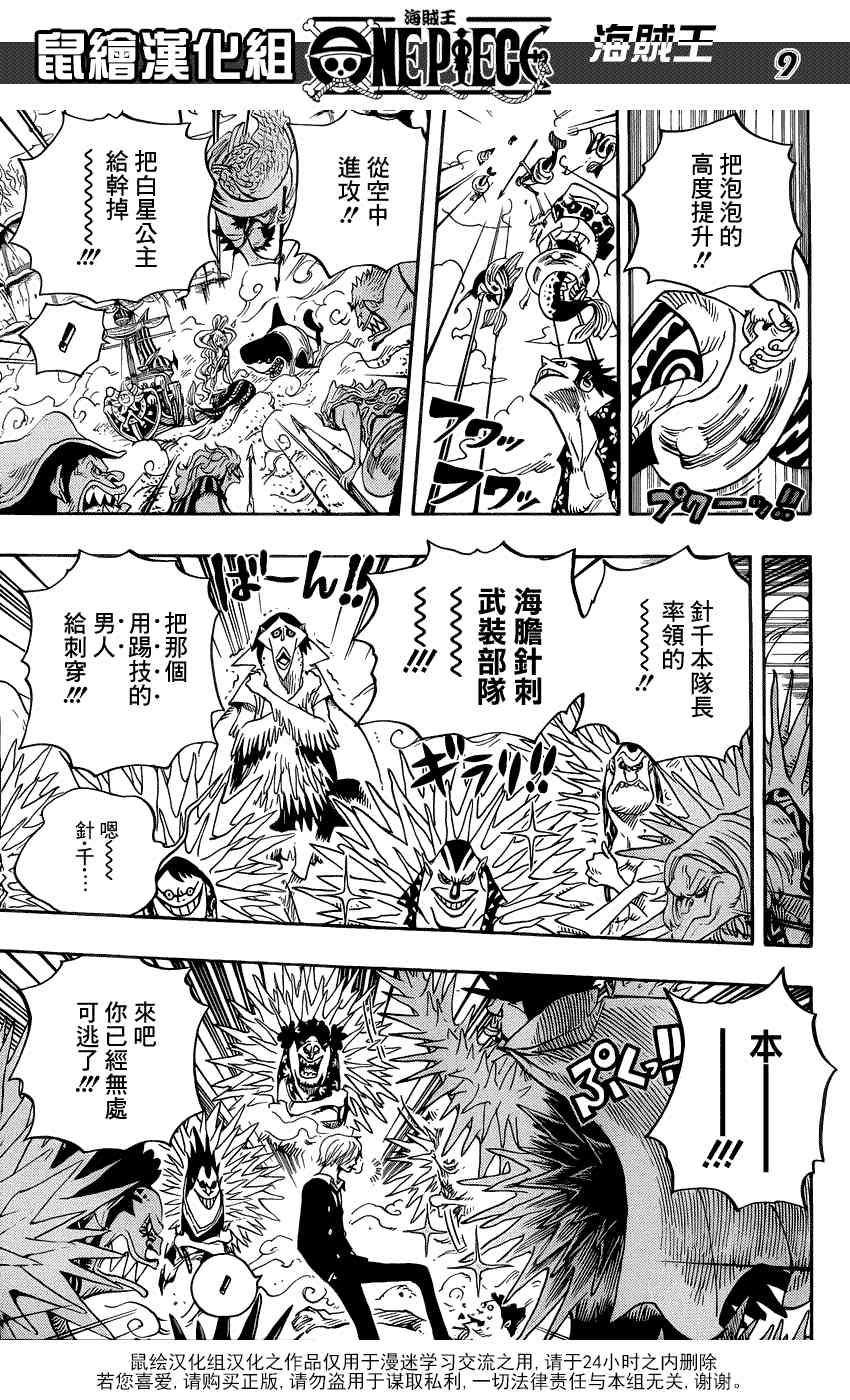 鼠繪漢化組
海賊王
ONE PIECE
海賊王
9
把泡泡的
高度提升!!
プクーッ!!
フワッ
フワッ
從空中
進攻!!
把白星公主
給幹掉
~~~!!!
!
針千本隊長
率領的
~~~
海膽針刺
武裝部隊
~~~
ギラリ!!
ばーん!!
把那個
用踢技的
男人
給刺穿!!!
嗯~~~
針·千…
本——!!!
ぷくっ!!
來吧
你已經無處
可逃了!!!
!
鼠绘汉化组汉化之作品仅用于漫迷学习交流之用, 请于24小时之内删除
若您喜爱, 请购买正版, 请勿用于谋取私利, 一切法律责任与本组无关, 谢谢。